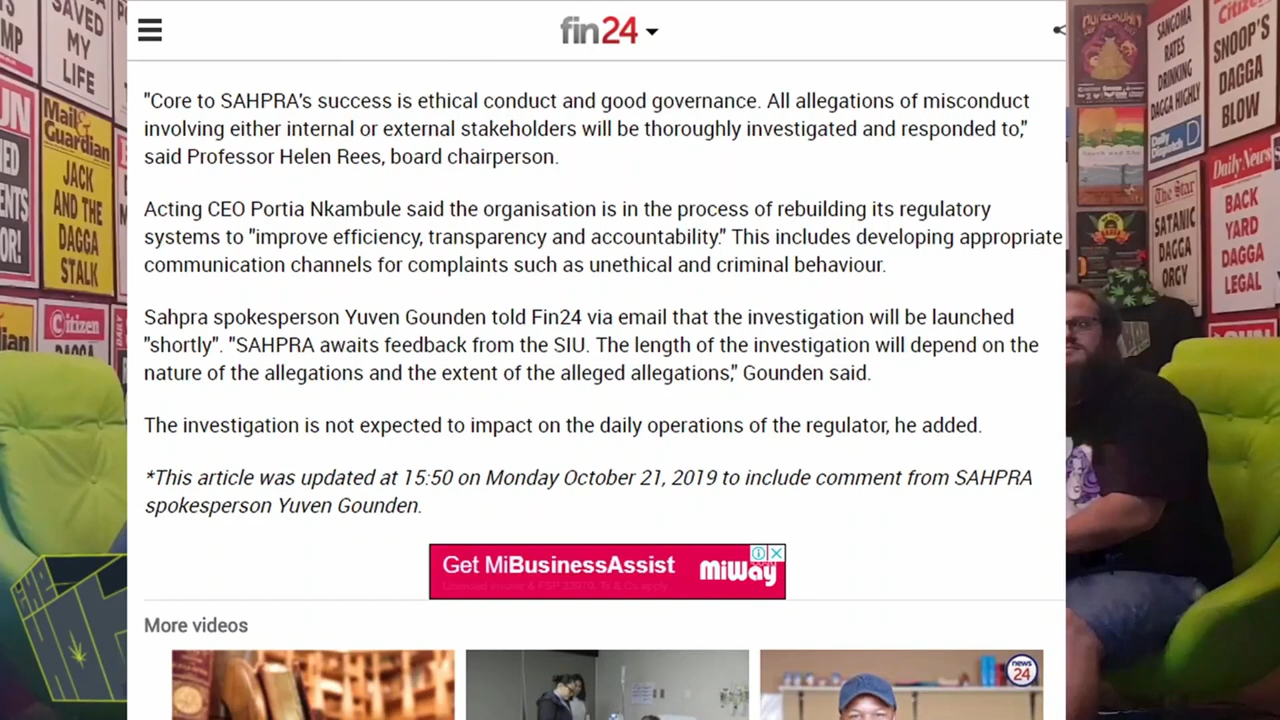 fin24
"Core to SAHPRA's success is ethical conduct and good governance. All allegations of misconduct
involving either internal or external stakeholders will be thoroughly investigated and responded to,"
said Professor Helen Rees, board chairperson.
Acting CEO Portia Nkambule said the organisation is in the process of rebuilding its regulatory
systems to "improve efficiency, transparency and accountability." This includes developing appropriate
communication channels for complaints such as unethical and criminal behaviour.
Sahpra spokesperson Yuven Gounden told Fin24 via email that the investigation will be launched
"shortly". "SAHPRA awaits feedback from the SIU. The length of the investigation will depend on the
nature of the allegations and the extent of the alleged allegations," Gounden said.
The investigation is not expected to impact on the daily operations of the regulator, he added.
*This article was updated at 15:50 on Monday October 21, 2019 to include comment from SAHPRA
spokesperson Yuven Gounden.
Get MiBusinessAssist
miway
More videos
news
24
SAVED
MY
LIFE
Mail&
Guardian
JACK
AND THE
DAGGA
STALK
Citizen
DAGGA
THE
HOT
SANGOMA
RATES
DRINKING
DAGGA HIGHLY
Daily
Dispatch
Citizen
SNOOP'S
DAGGA
BLOW
The Star
SATANIC
DAGGA
ORGY
Daily News
BACK
YARD
DAGGA
LEGAL